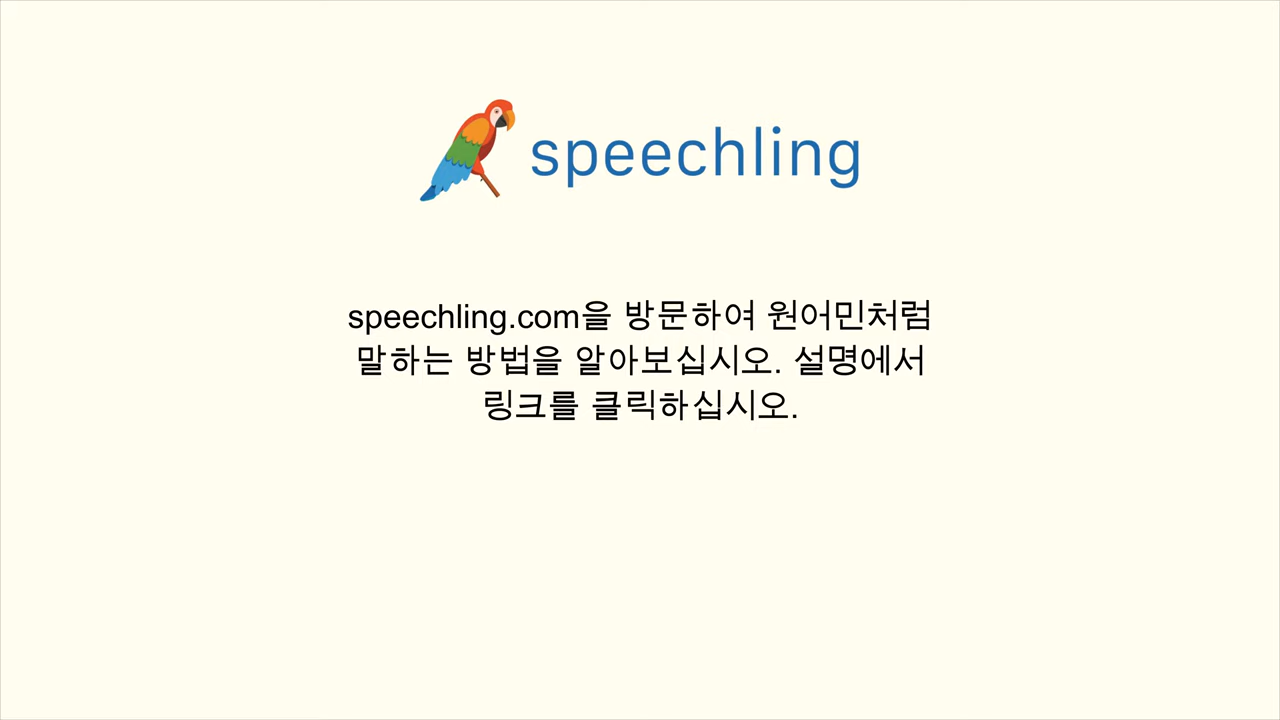 speechling
speechling.com을 방문하여 원어민처럼
말하는 방법을 알아보십시오. 설명에서
링크를 클릭하십시오.